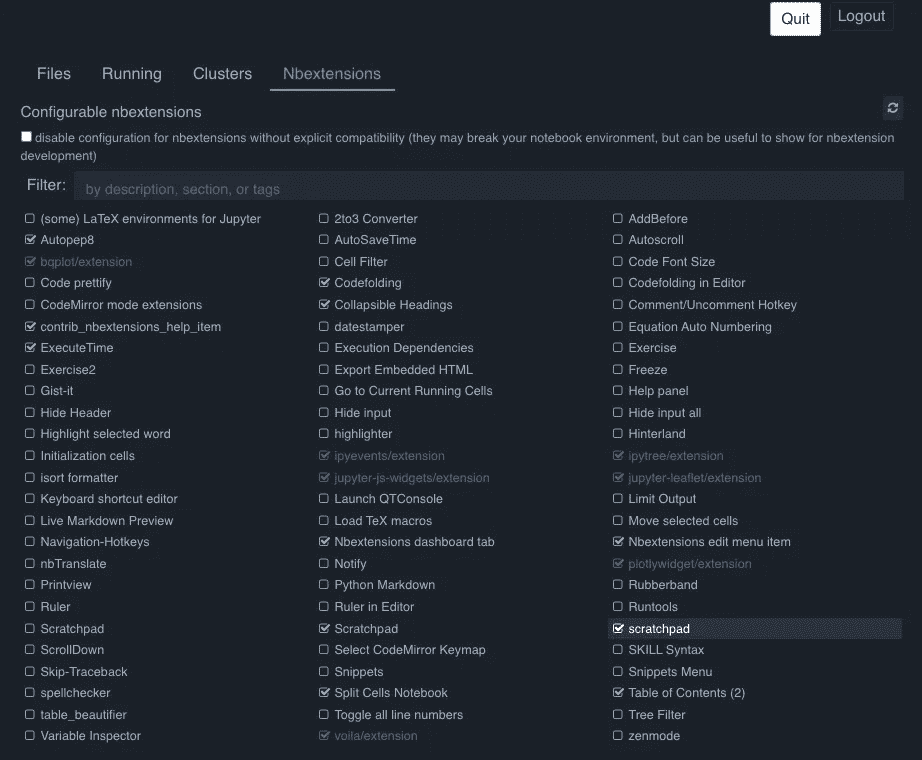 Quit Logout
Files Running Clusters Nbextensions
Configurable nbextensions
disable configuration for nbextensions without explicit compatibility (they may break your notebook environment, but can be useful to show for nbextension
development)
Filter: by description, section, or tags
(some) LaTeX environments for Jupyter 2to3 Converter AddBefore
Autopep8 AutoSaveTime Autoscroll
bqplot/extension Cell Filter Code Font Size
Code prettify Codefolding Codefolding in Editor
CodeMirror mode extensions Collapsible Headings Comment/Uncomment Hotkey
contrib_nbextensions_help_item datestamper Equation Auto Numbering
ExecuteTime Execution Dependencies Exercise
Exercise2 Export Embedded HTML Freeze
Gist-it Go to Current Running Cells Help panel
Hide Header Hide input Hide input all
Highlight selected word highlighter Hinterland
Initialization cells ipyevents/extension ipytree/extension
isort formatter jupyter-js-widgets/extension jupyter-leaflet/extension
Keyboard shortcut editor Launch QTConsole Limit Output
Live Markdown Preview Load TeX macros Move selected cells
Navigation-Hotkeys Nbextensions dashboard tab Nbextensions edit menu item
nbTranslate Notify plotlywidget/extension
Printview Python Markdown Rubberband
Ruler Ruler in Editor Runtools
Scratchpad Scratchpad scratchpad
ScrollDown Select CodeMirror Keymap SKILL Syntax
Skip-Traceback Snippets Snippets Menu
spellchecker Split Cells Notebook Table of Contents (2)
table_beautifier Toggle all line numbers Tree Filter
Variable Inspector voila/extension zenmode